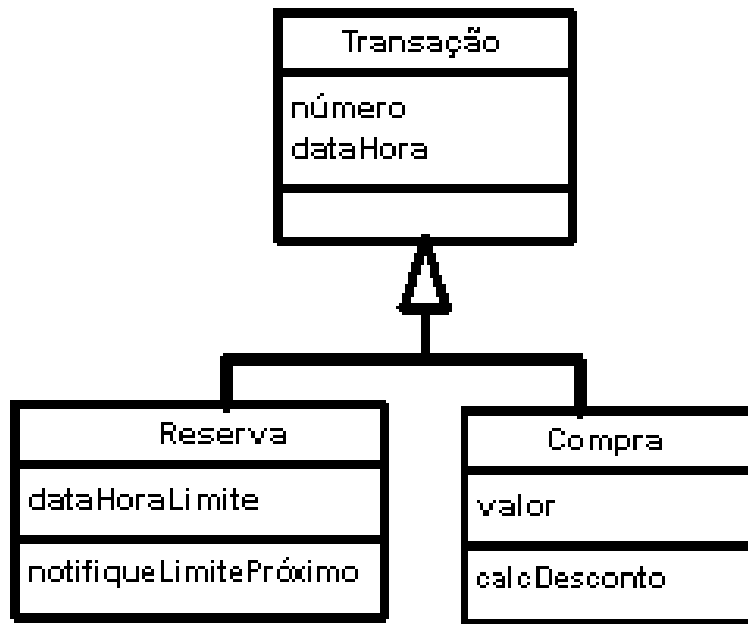 Transação
número
dataHora
Reserva
dataHoraLimite
notifiqueLimitePróximo
Compra
valor
calcDesconto